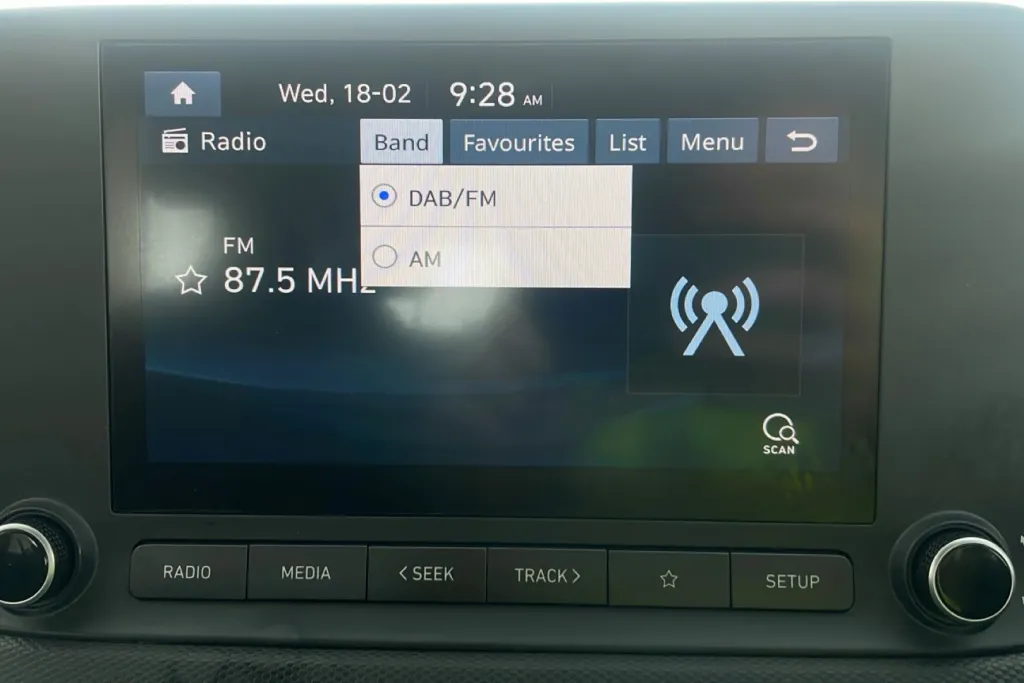 Wed, 18-02 9:28 AM
Radio Band Favourites List Menu
DAB/FM
FM
AM
87.5 MHz
SCAN
RADIO MEDIA <SEEK TRACK> SETUP